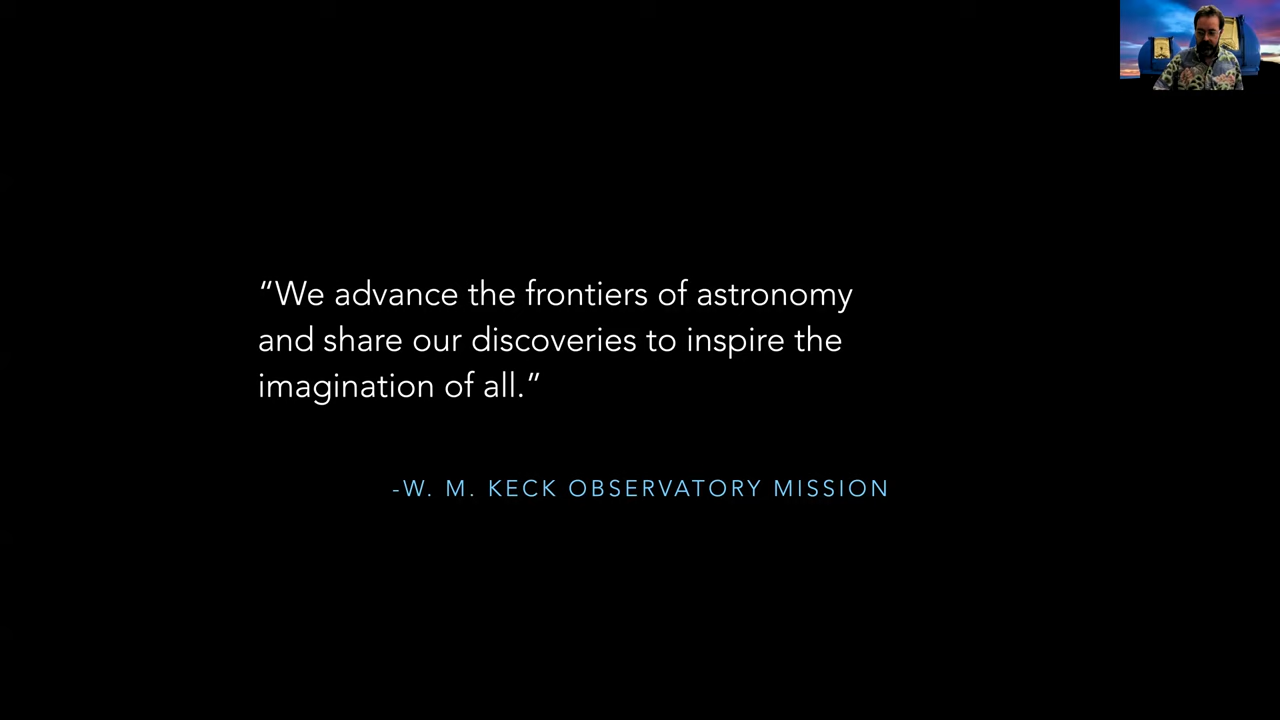 “We advance the frontiers of astronomy
and share our discoveries to inspire the
imagination of all.”
-W. M. KECK OBSERVATORY MISSION